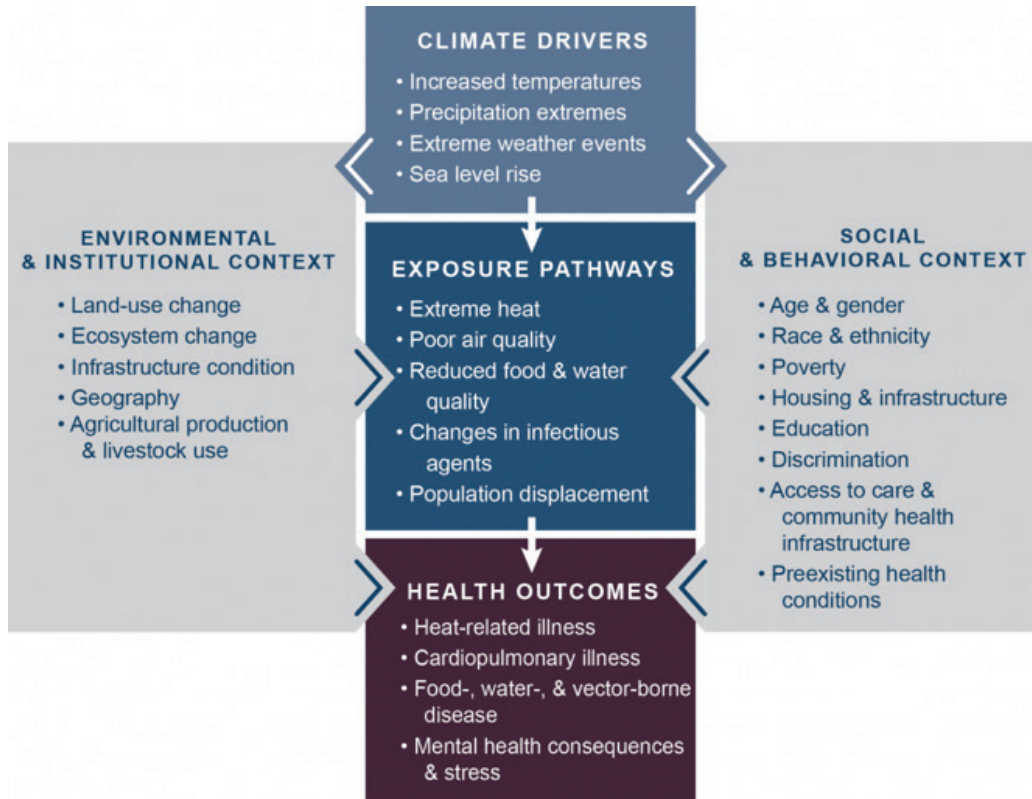 CLIMATE DRIVERS
• Increased temperatures
• Precipitation extremes
• Extreme weather events
• Sea level rise
ENVIRONMENTAL
& INSTITUTIONAL CONTEXT
• Land-use change
• Ecosystem change
• Infrastructure condition
• Geography
• Agricultural production
& livestock use
EXPOSURE PATHWAYS
• Extreme heat
• Poor air quality
• Reduced food & water
quality
• Changes in infectious
agents
• Population displacement
SOCIAL
& BEHAVIORAL CONTEXT
• Age & gender
• Race & ethnicity
• Poverty
• Housing & infrastructure
• Education
• Discrimination
• Access to care &
community health
infrastructure
• Preexisting health
conditions
HEALTH OUTCOMES
• Heat-related illness
• Cardiopulmonary illness
• Food-, water-, & vector-borne
disease
• Mental health consequences
& stress